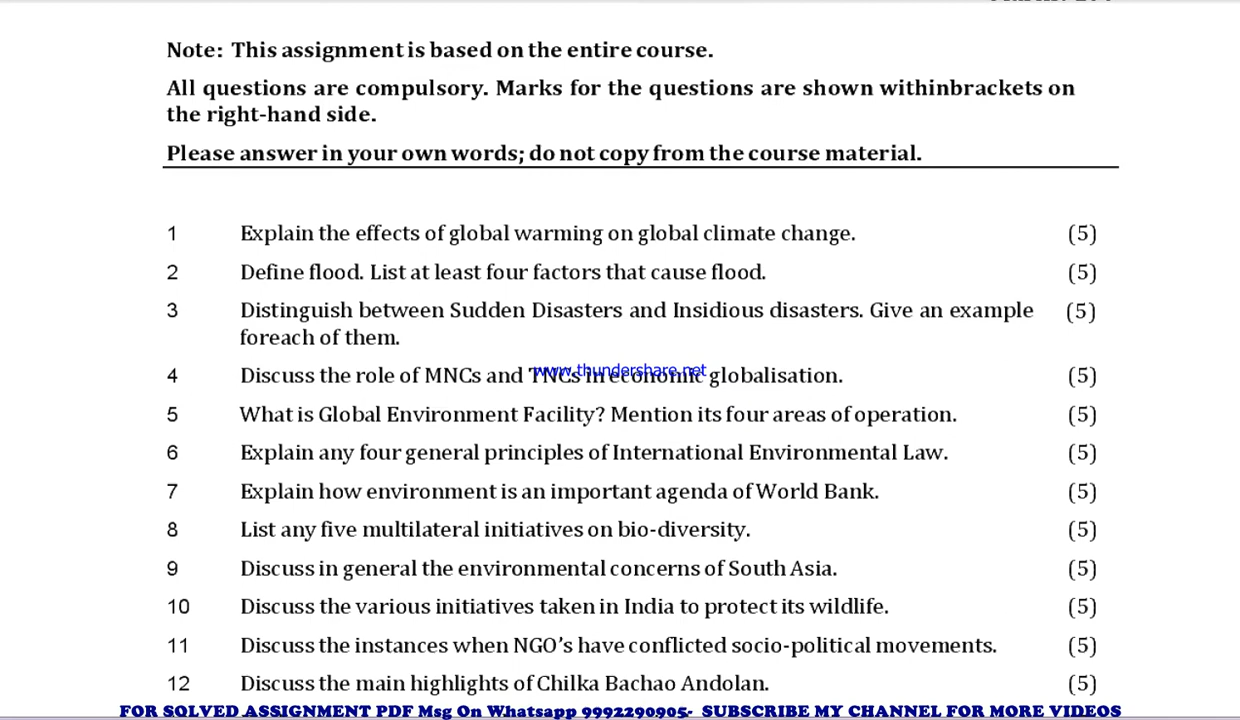 Note: This assignment is based on the entire course.
All questions are compulsory. Marks for the questions are shown withinbrackets on
the right-hand side.
Please answer in your own words; do not copy from the course material.
1 Explain the effects of global warming on global climate change. (5)
2 Define flood. List at least four factors that cause flood. (5)
3 Distinguish between Sudden Disasters and Insidious disasters. Give an example (5)
foreach of them.
www.thundershare.net
4 Discuss the role of MNCs and TNCs in economic globalisation. (5)
5 What is Global Environment Facility? Mention its four areas of operation. (5)
6 Explain any four general principles of International Environmental Law. (5)
7 Explain how environment is an important agenda of World Bank. (5)
8 List any five multilateral initiatives on bio-diversity. (5)
9 Discuss in general the environmental concerns of South Asia. (5)
10 Discuss the various initiatives taken in India to protect its wildlife. (5)
11 Discuss the instances when NGO's have conflicted socio-political movements. (5)
12 Discuss the main highlights of Chilka Bachao Andolan. (5)
FOR SOLVED ASSIGNMENT PDF Msg On Whatsapp 9992290905- SUBSCRIBE MY CHANNEL FOR MORE VIDEOS